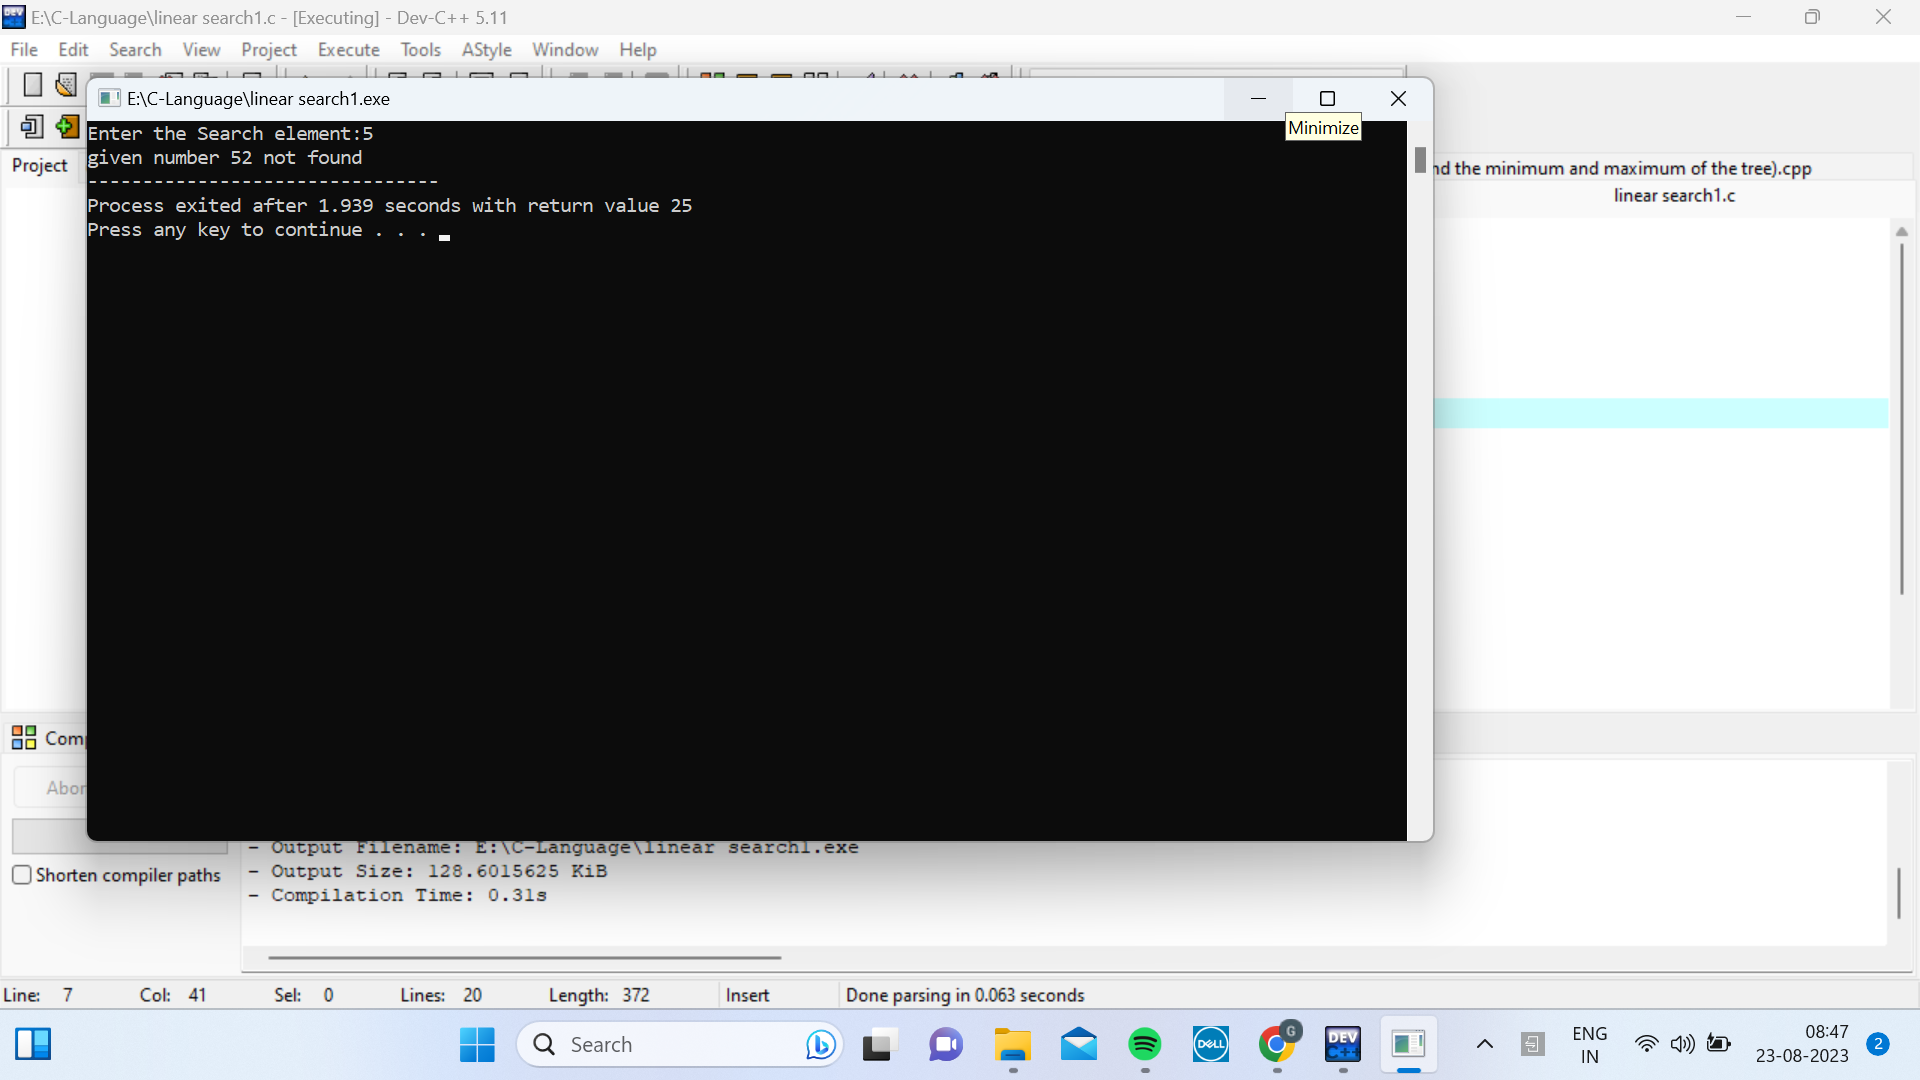 E:\C-Language\linear search1.c - [Executing] - Dev-C++ 5.11
File Edit Search View Project Execute Tools AStyle Window Help
E:\C-Language\linear search1.exe
Minimize
Enter the Search element:5
given number 52 not found
--------------------------------
Process exited after 1.939 seconds with return value 25
Press any key to continue . . .
Project
nd the minimum and maximum of the tree).cpp
linear search1.c
Comp
Abor
Shorten compiler paths
- Output Filename: E:\C-Language\linear search1.exe
- Output Size: 128.6015625 KiB
- Compilation Time: 0.31s
Line: 7 Col: 41 Sel: 0 Lines: 20 Length: 372 Insert Done parsing in 0.063 seconds
Search
DELL
G
DEV C++
ENG
IN
08:47
23-08-2023
2